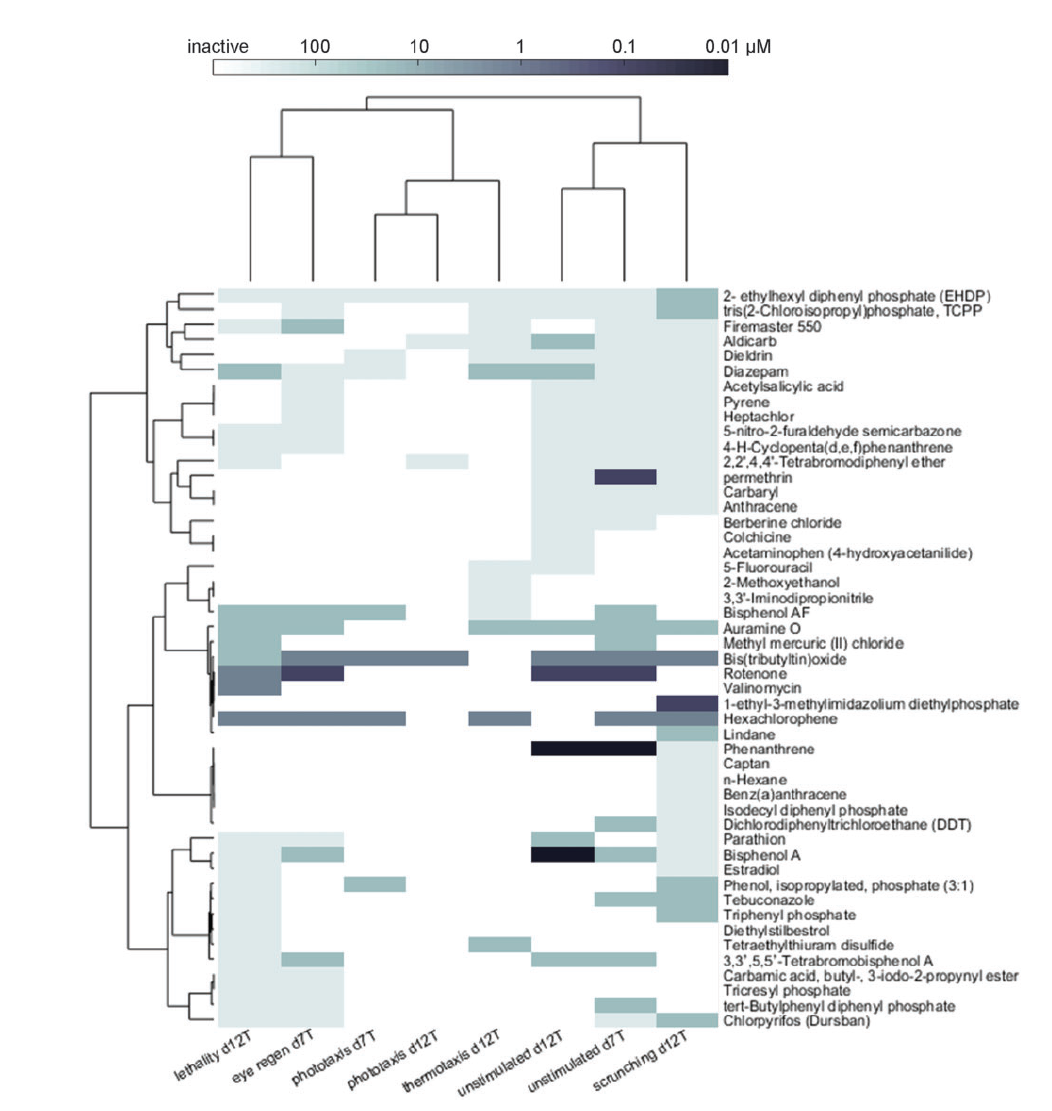 inactive 100 10 1 0.1 0.01 µM
2- ethylhexyl diphenyl phosphate (EHDP)
tris(2-Chloroisopropyl)phosphate, TCPP
Firemaster 550
Aldicarb
Dieldrin
Diazepam
Acetylsalicylic acid
Pyrene
Heptachlor
5-nitro-2-furaldehyde semicarbazone
4-H-Cyclopenta(d,e,f)phenanthrene
2,2',4,4'-Tetrabromodiphenyl ether
permethrin
Carbaryl
Anthracene
Berberine chloride
Colchicine
Acetaminophen (4-hydroxyacetanilide)
5-Fluorouracil
2-Methoxyethanol
3,3'-Iminodipropionitrile
Bisphenol AF
Auramine O
Methyl mercuric (II) chloride
Bis(tributyltin)oxide
Rotenone
Valinomycin
1-ethyl-3-methylimidazolium diethylphosphate
Hexachlorophene
Lindane
Phenanthrene
Captan
n-Hexane
Benz(a)anthracene
Isodecyl diphenyl phosphate
Dichlorodiphenyltrichloroethane (DDT)
Parathion
Bisphenol A
Estradiol
Phenol, isopropylated, phosphate (3:1)
Tebuconazole
Triphenyl phosphate
Diethylstilbestrol
Tetraethylthiuram disulfide
3,3',5,5'-Tetrabromobisphenol A
Carbamic acid, butyl-, 3-iodo-2-propynyl ester
Tricresyl phosphate
tert-Butylphenyl diphenyl phosphate
Chlorpyrifos (Dursban)
lethality d12T
eye regen d7T
phototaxis d7T
phototaxis d12T
thermotaxis d12T
unstimulated d12T
unstimulated d7T
scrunching d12T